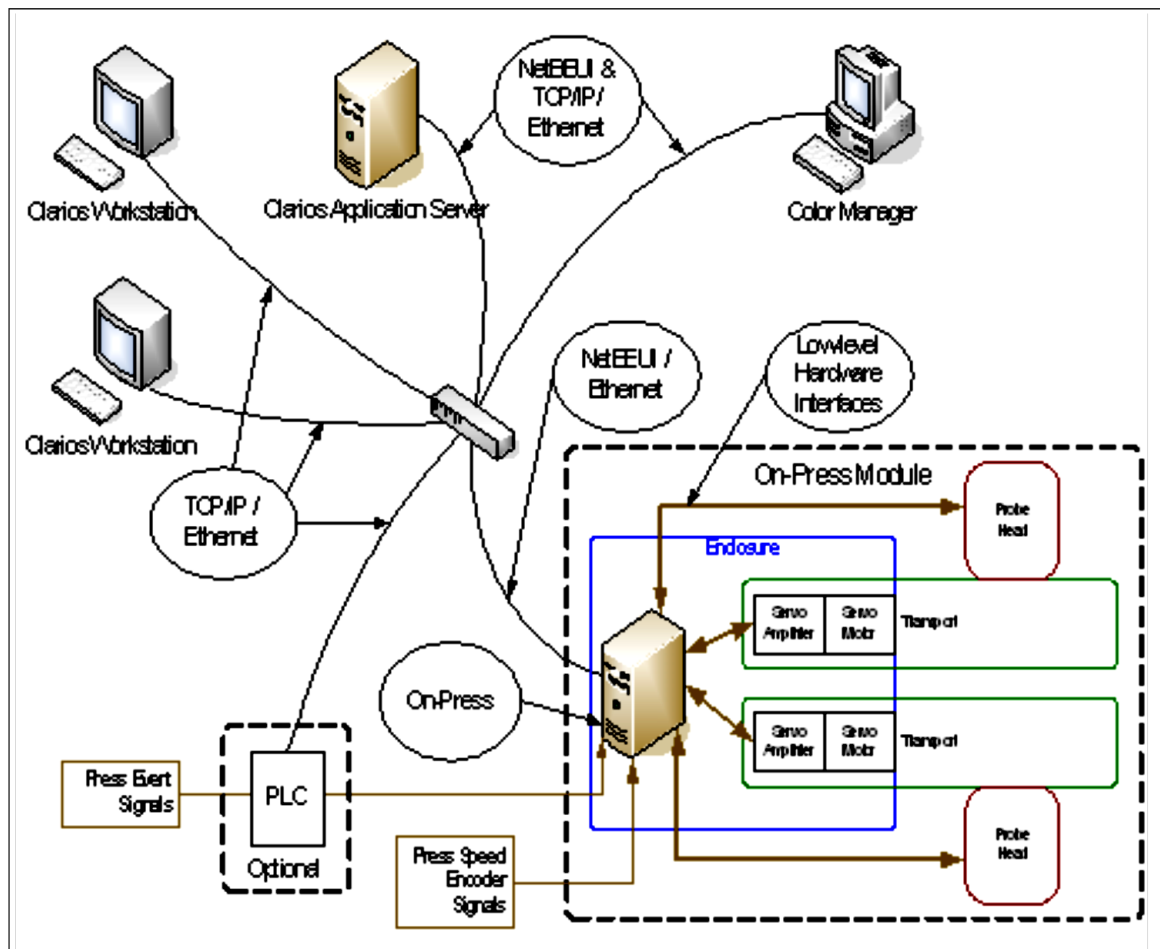 NetBEUI &
TCP/IP /
Ethernet
Clarios Workstation
Clarios Application Server
Color Manager
Clarios Workstation
NetBEUI /
Ethernet
Low-level
Hardware
Interfaces
TCP/IP /
Ethernet
On-Press Module
Probe
Head
Enclosure
Servo
Amplifier
Servo
Motor
Transport
On-Press
Servo
Amplifier
Servo
Motor
Transport
Press Event
Signals
PLC
Optional
Press Speed
Encoder
Signals
Probe
Head